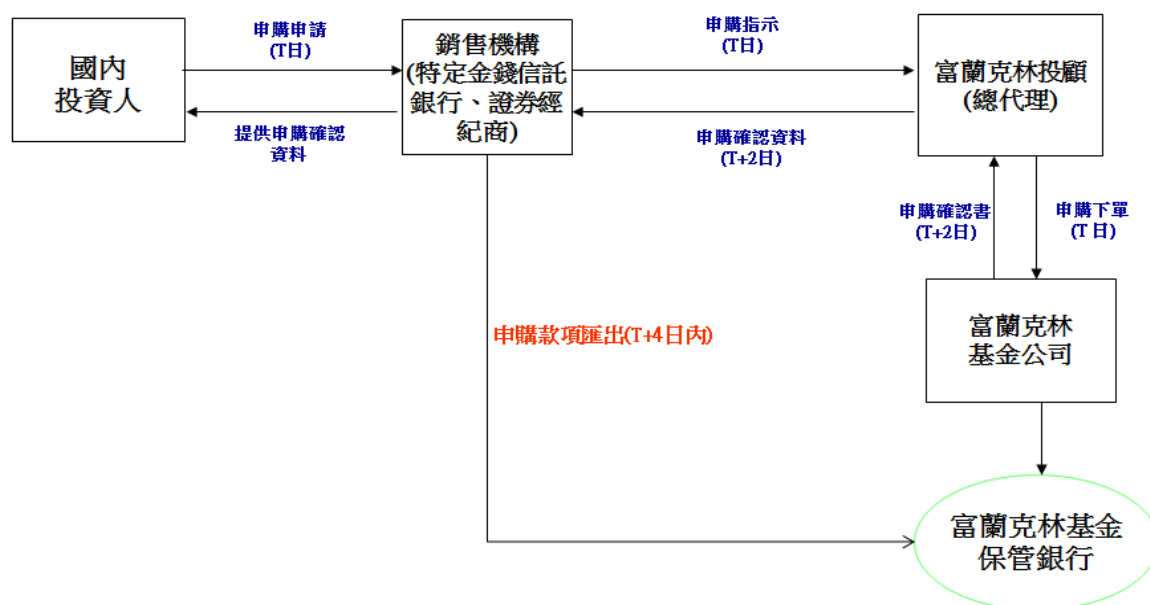 國內
投資人
申購申請
(T日)
提供申購確認
資料
銷售機構
(特定金錢信託
銀行、證券經
紀商)
申購指示
(T日)
申購確認資料
(T+2日)
富蘭克林投顧
(總代理)
申購確認書
(T+2日)
申購下單
(T 日)
富蘭克林
基金公司
申購款項匯出(T+4日內)
富蘭克林基金
保管銀行